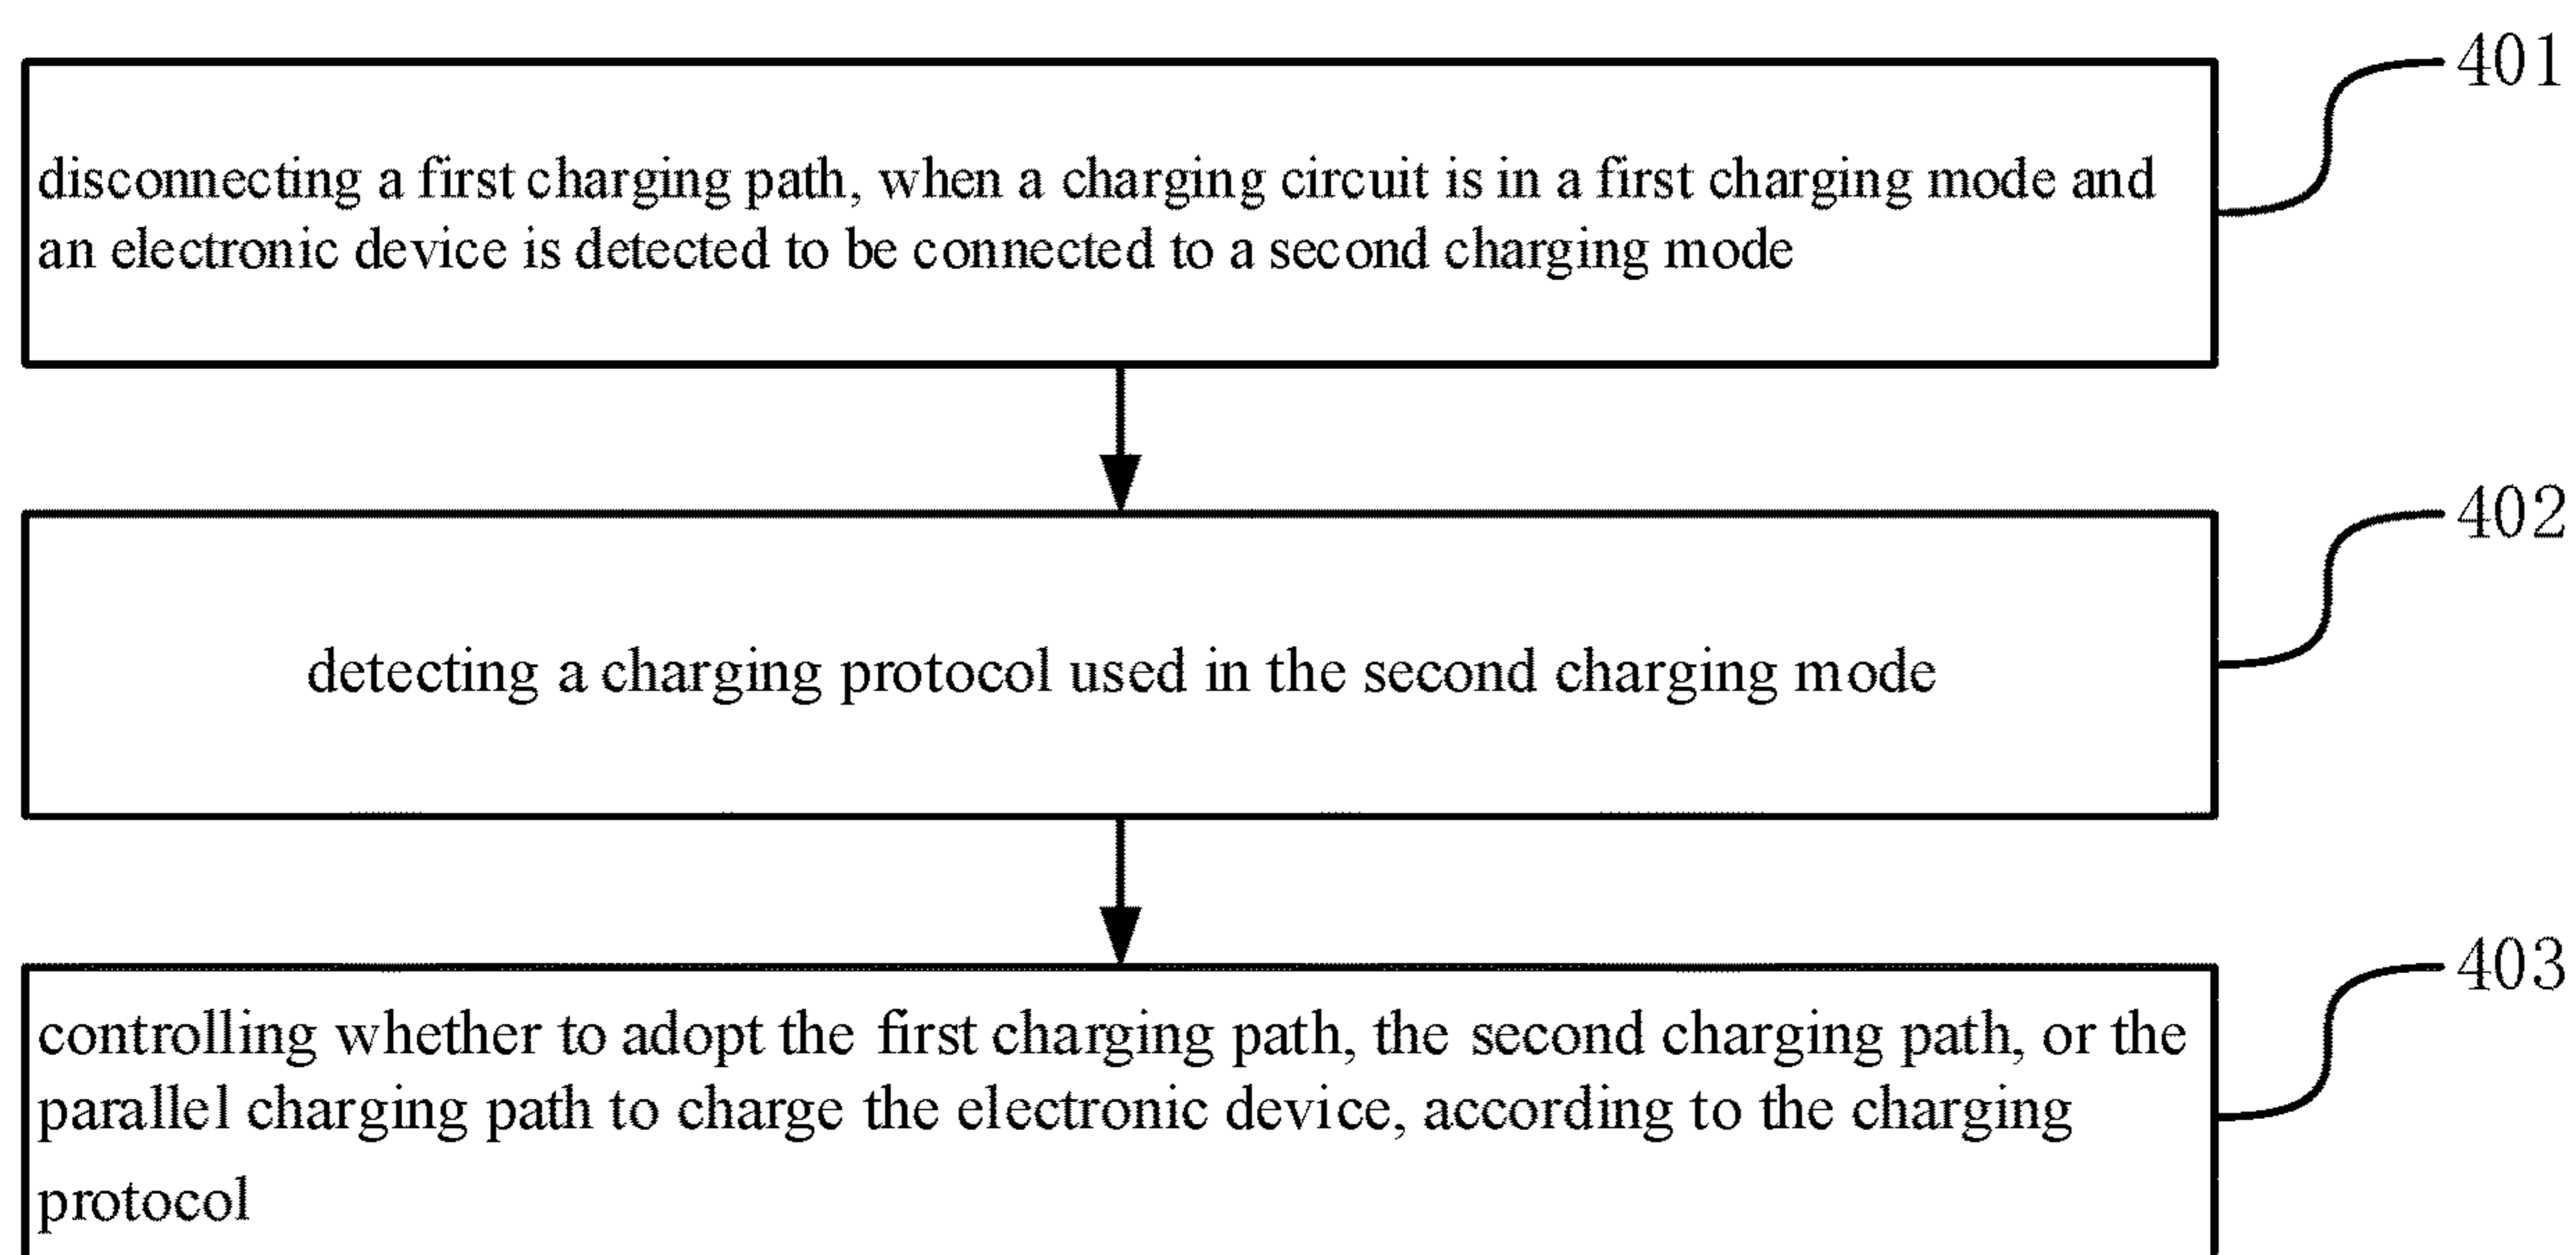 401
disconnecting a first charging path, when a charging circuit is in a first charging mode and
an electronic device is detected to be connected to a second charging mode
402
detecting a charging protocol used in the second charging mode
403
controlling whether to adopt the first charging path, the second charging path, or the
parallel charging path to charge the electronic device, according to the charging
protocol